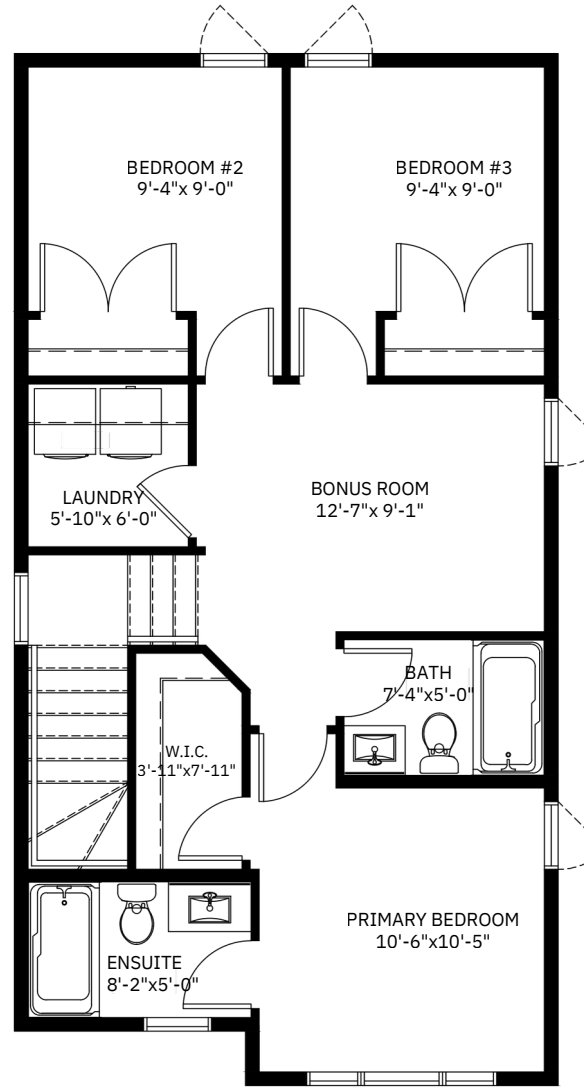 BEDROOM #2
9'-4"x 9'-0"
BEDROOM #3
9'-4"x 9'-0"
LAUNDRY
5'-10"x 6'-0"
BONUS ROOM
12'-7"x 9'-1"
BATH
7'-4"x5'-0"
W.I.C.
3'-11"x7'-11"
PRIMARY BEDROOM
10'-6"x10'-5"
ENSUITE
8'-2"x5'-0"